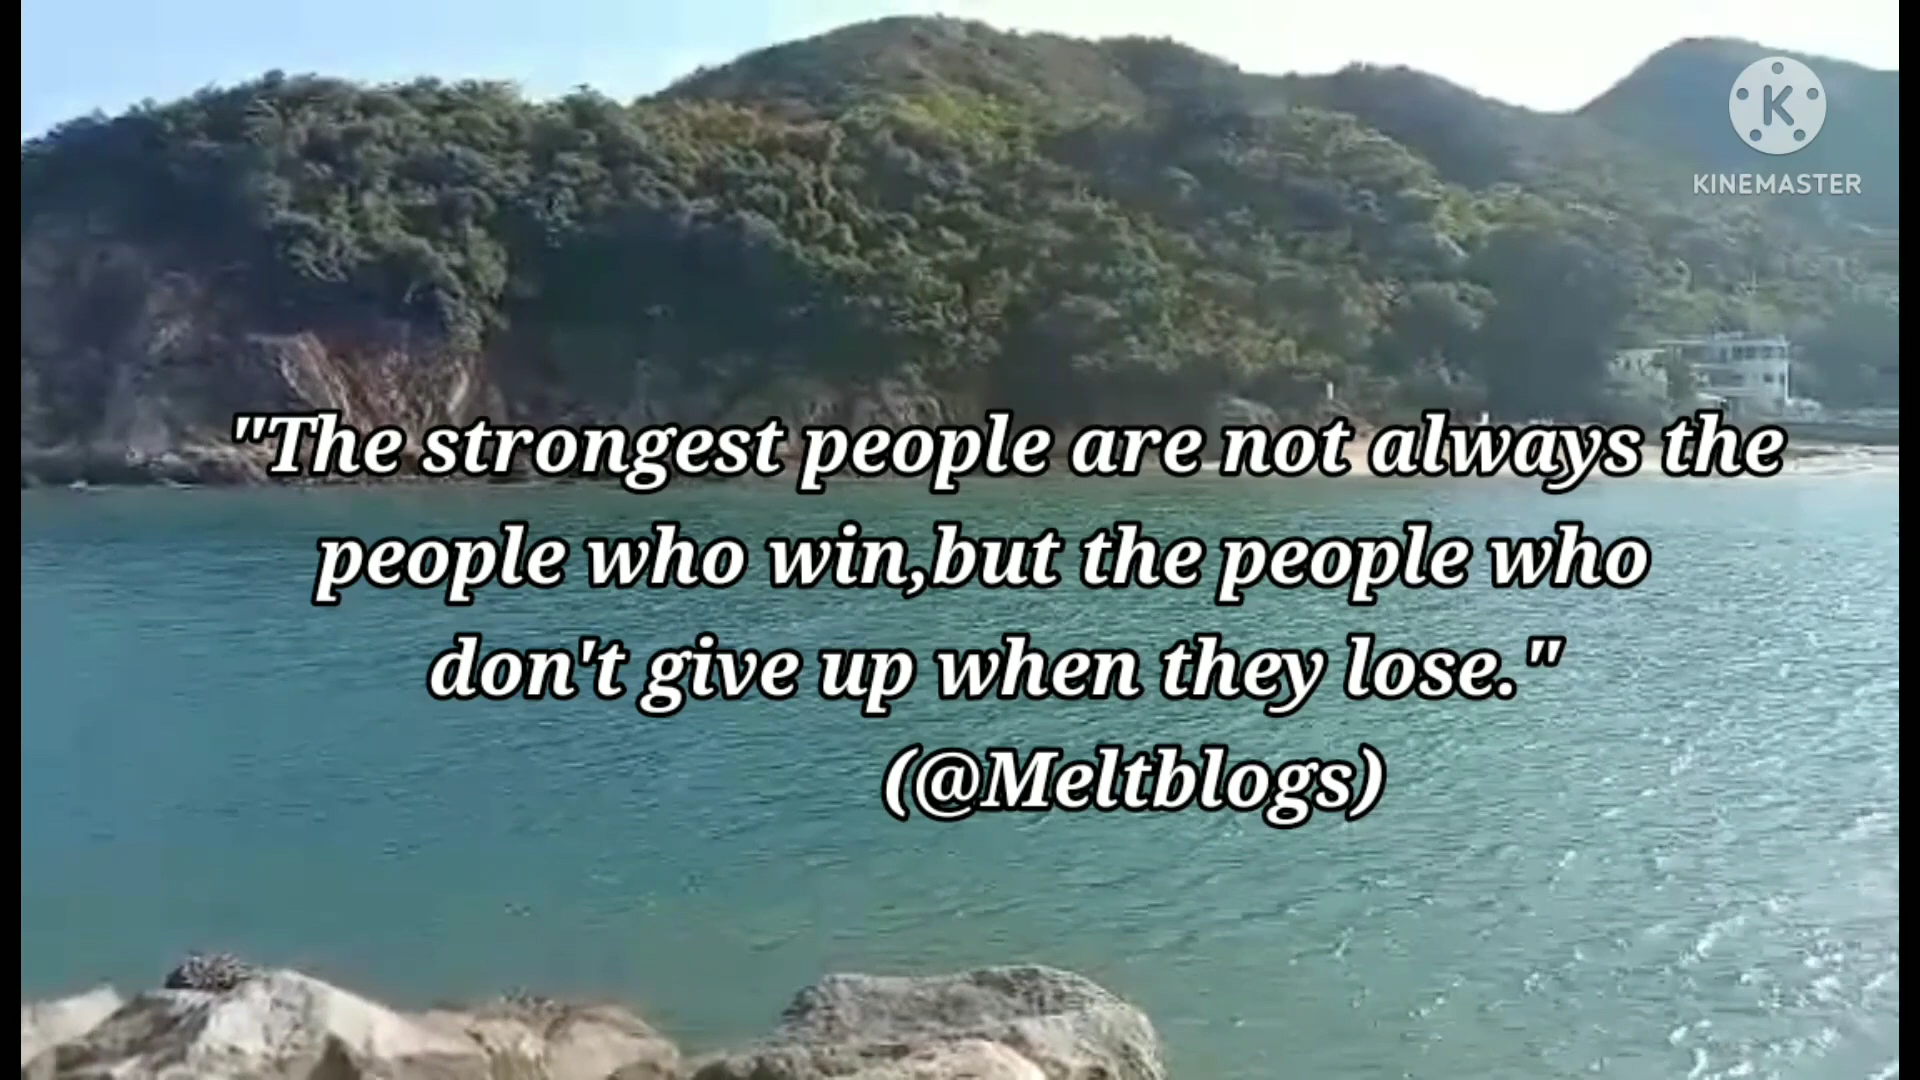 KINEMASTER
"The strongest people are not always the
people who win,but the people who
don't give up when they lose."
(@Meltblogs)